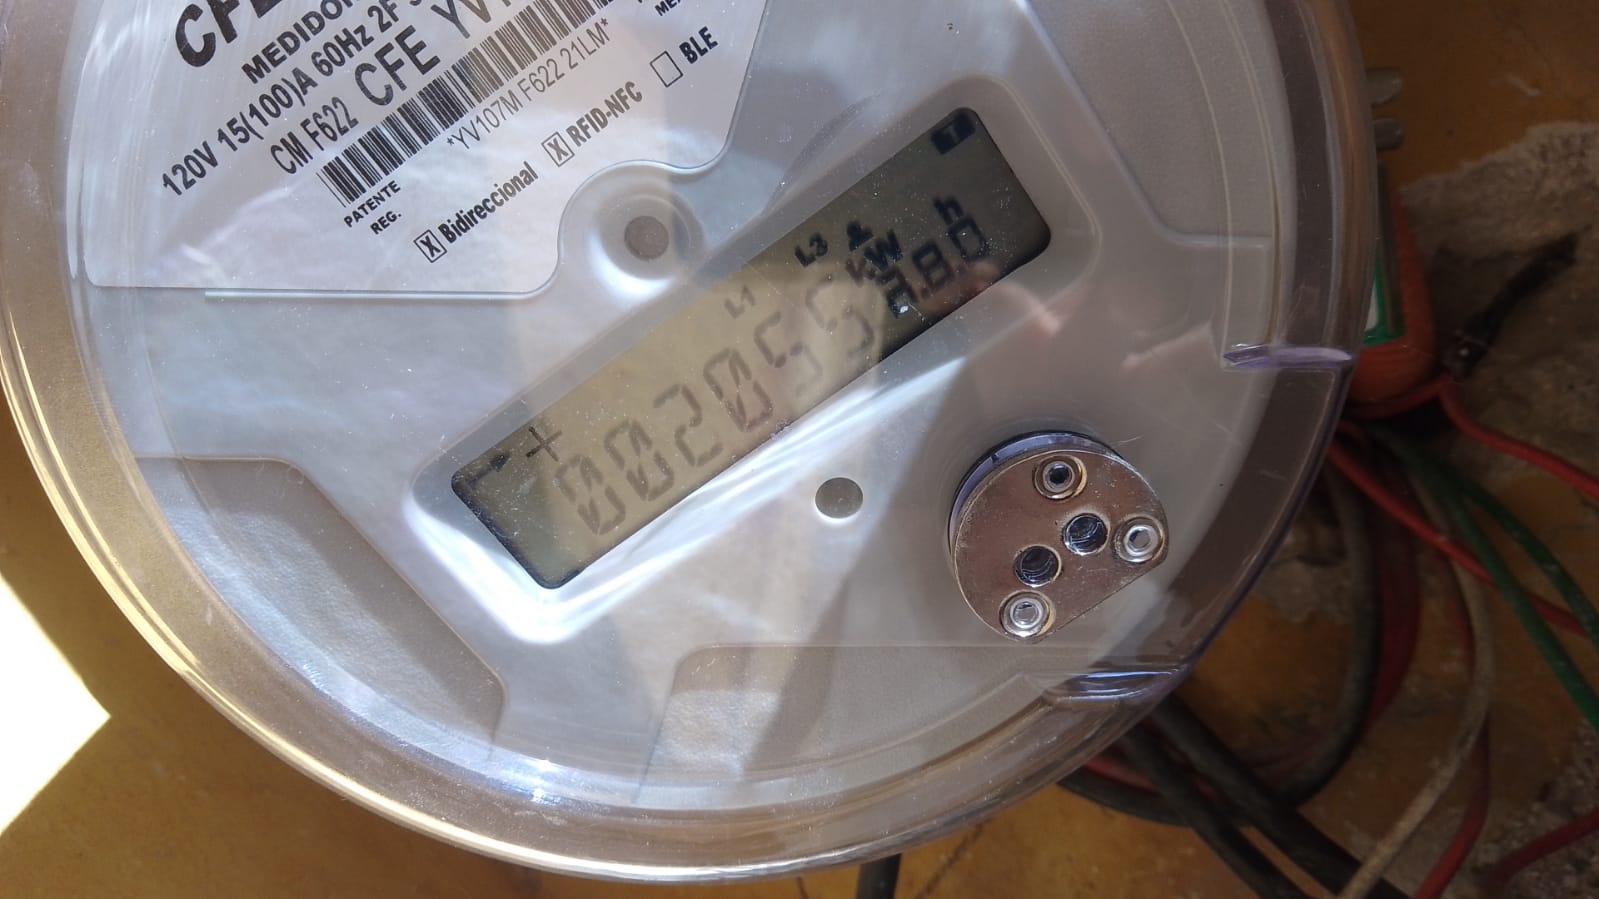 CFE
MEDIDOR
120V 15(100)A 60Hz 2F
CM F622 CFE
*YV107M F622 21LM*
PATENTE
REG.
X Bidireccional X RFID-NFC BLE
T
L1 L3 kW h
+ 002055